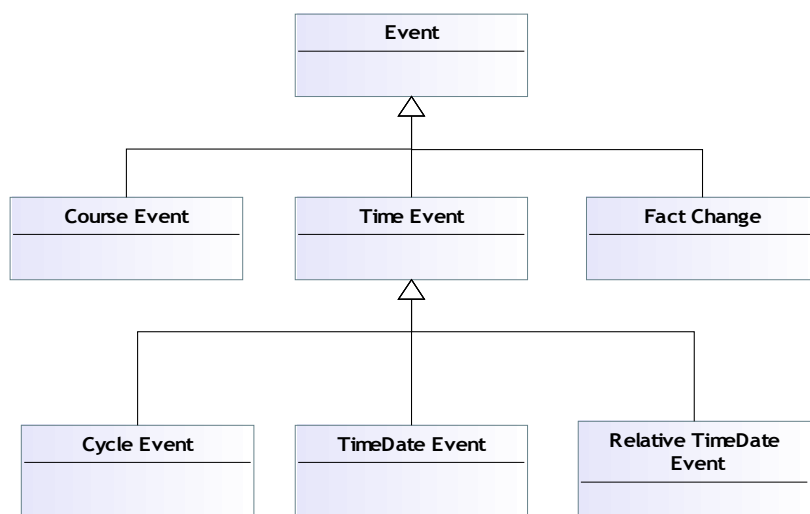 Event
Course Event
Time Event
Fact Change
Cycle Event
TimeDate Event
Relative TimeDate
Event